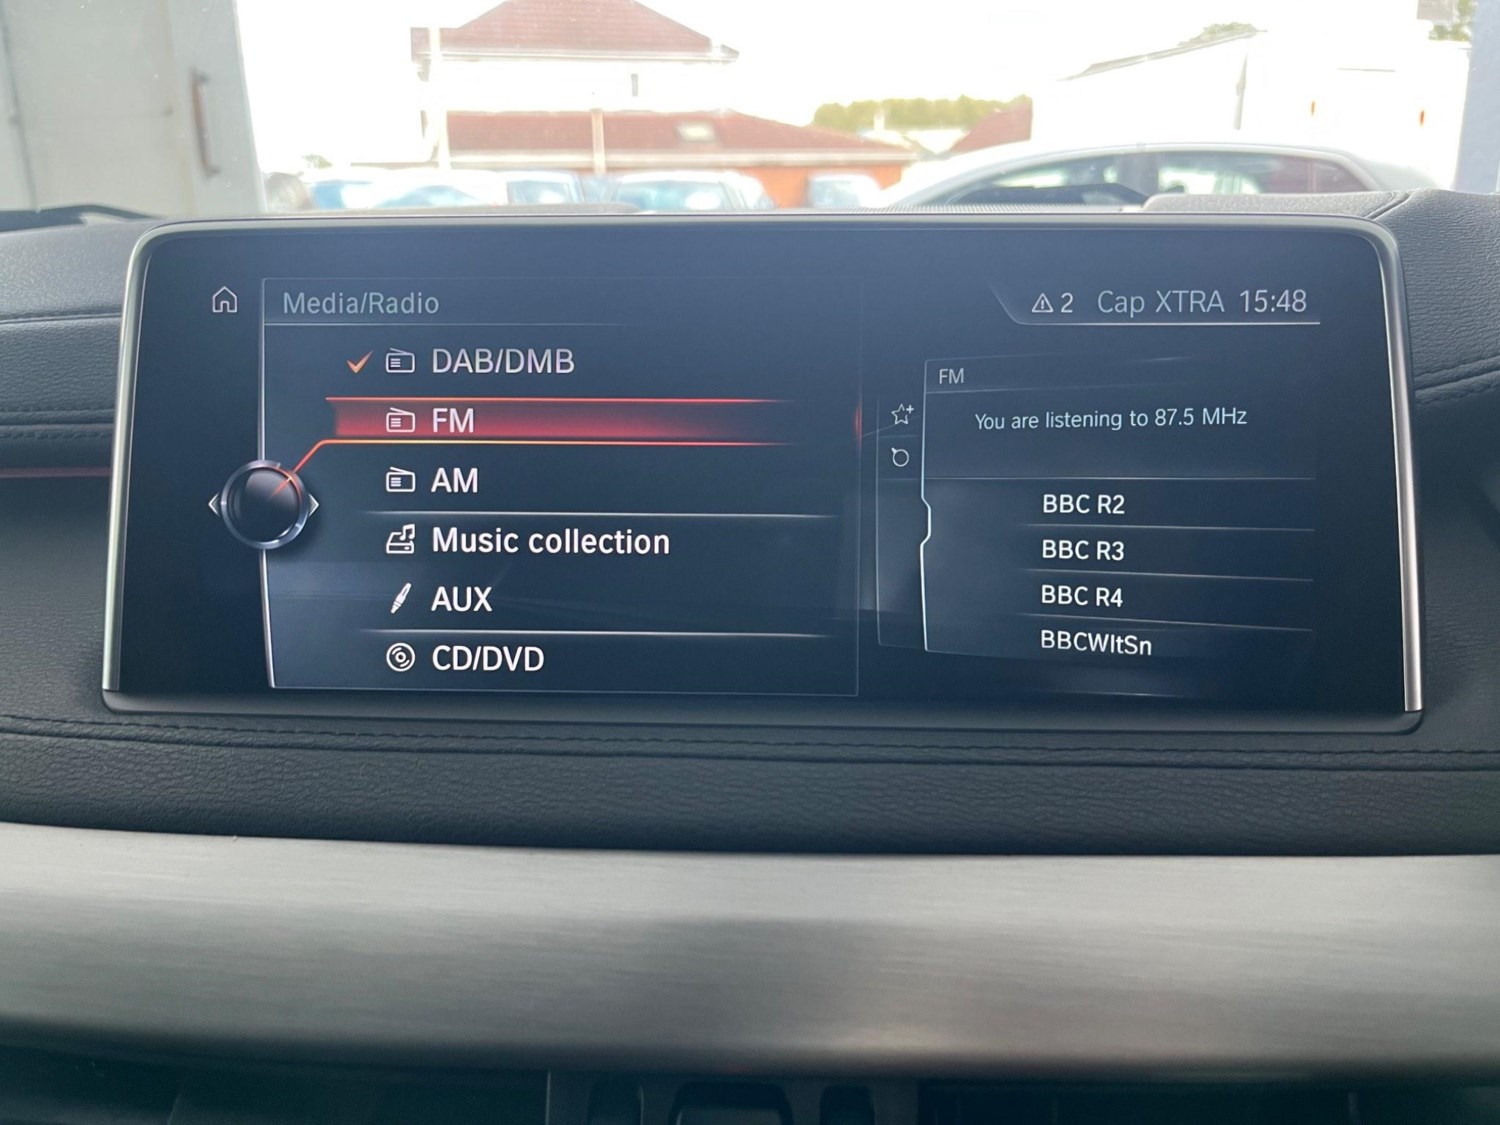 Media/Radio
2 Cap XTRA 15:48
DAB/DMB
FM
AM
Music collection
AUX
CD/DVD
FM
You are listening to 87.5 MHz
BBC R2
BBC R3
BBC R4
BBCWltSn